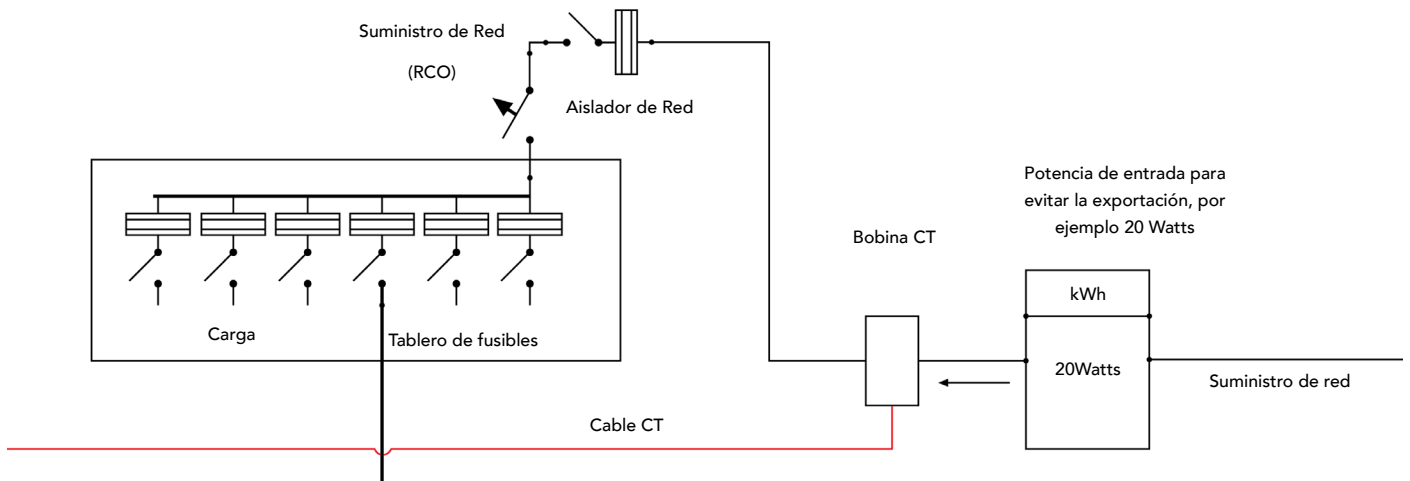 Suministro de Red
(RCO)
Aislador de Red
Potencia de entrada para
evitar la exportación, por
ejemplo 20 Watts
Bobina CT
kWh
20Watts
Suministro de red
Carga
Tablero de fusibles
Cable CT